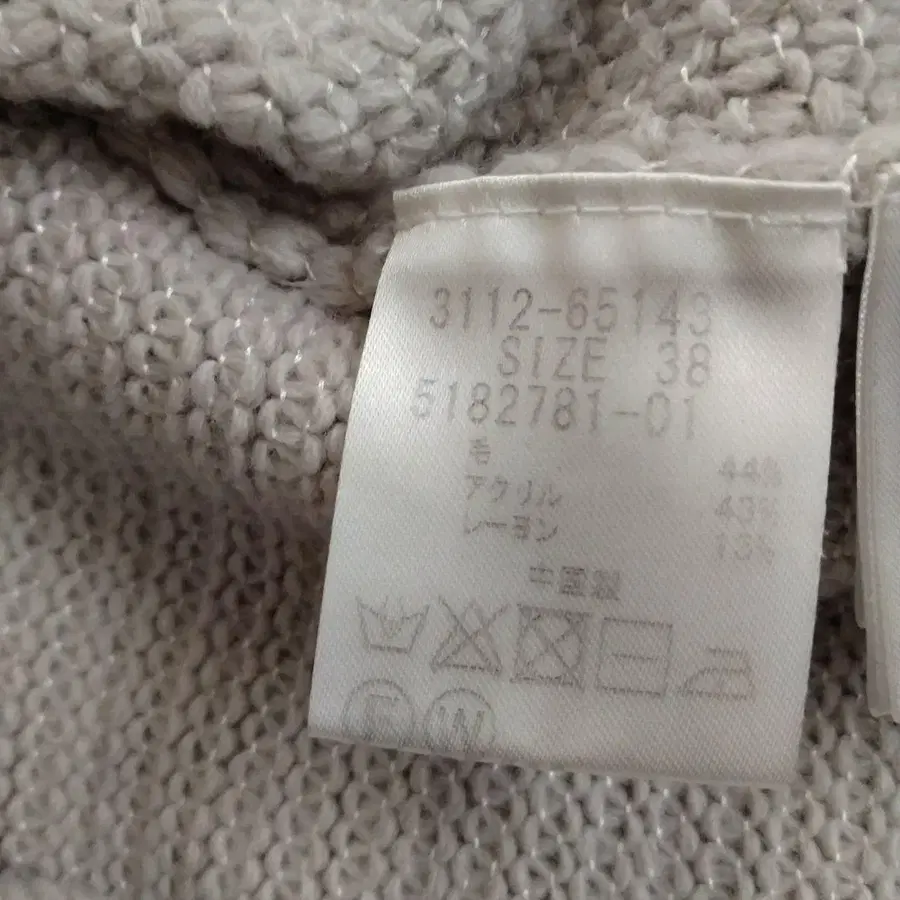 3112-65143
SIZE 38
5182781-01
毛 44%
アクリル 43%
レーヨン 13%
中国製
F W